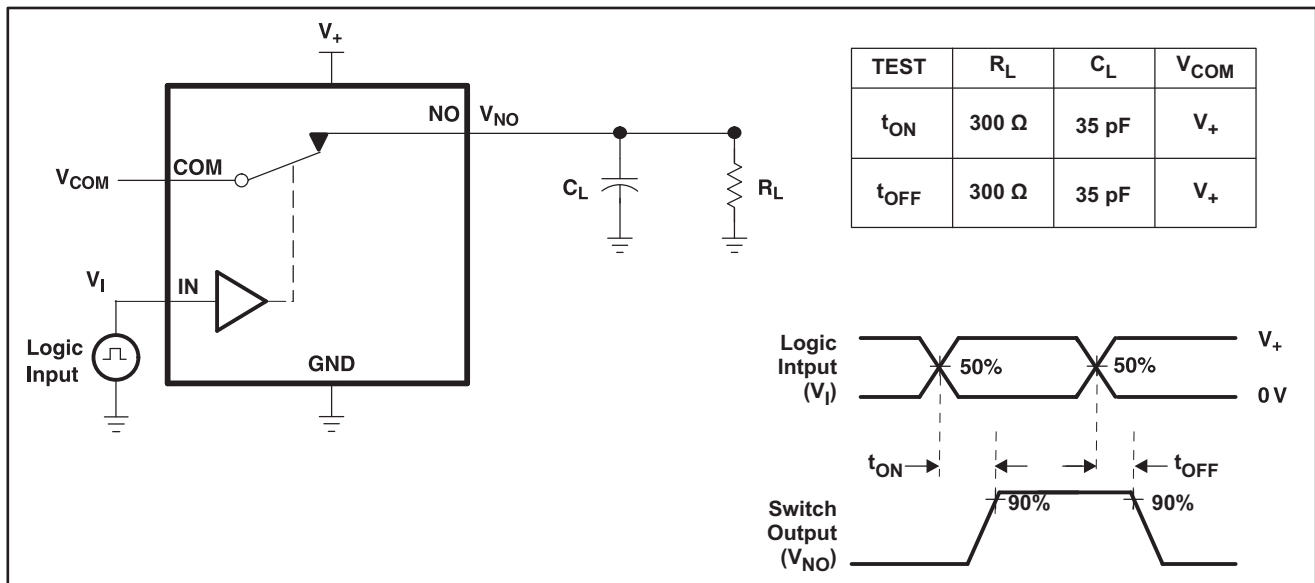 V+
NO VNO
COM
VCOM
CL
RL
VI
IN
Logic
Input
GND
TEST RL CL VCOM
tON 300 Ω 35 pF V+
tOFF 300 Ω 35 pF V+
Logic
Intput
(VI)
50%
50%
V+
0 V
tON
tOFF
Switch
Output
(VNO)
90%
90%